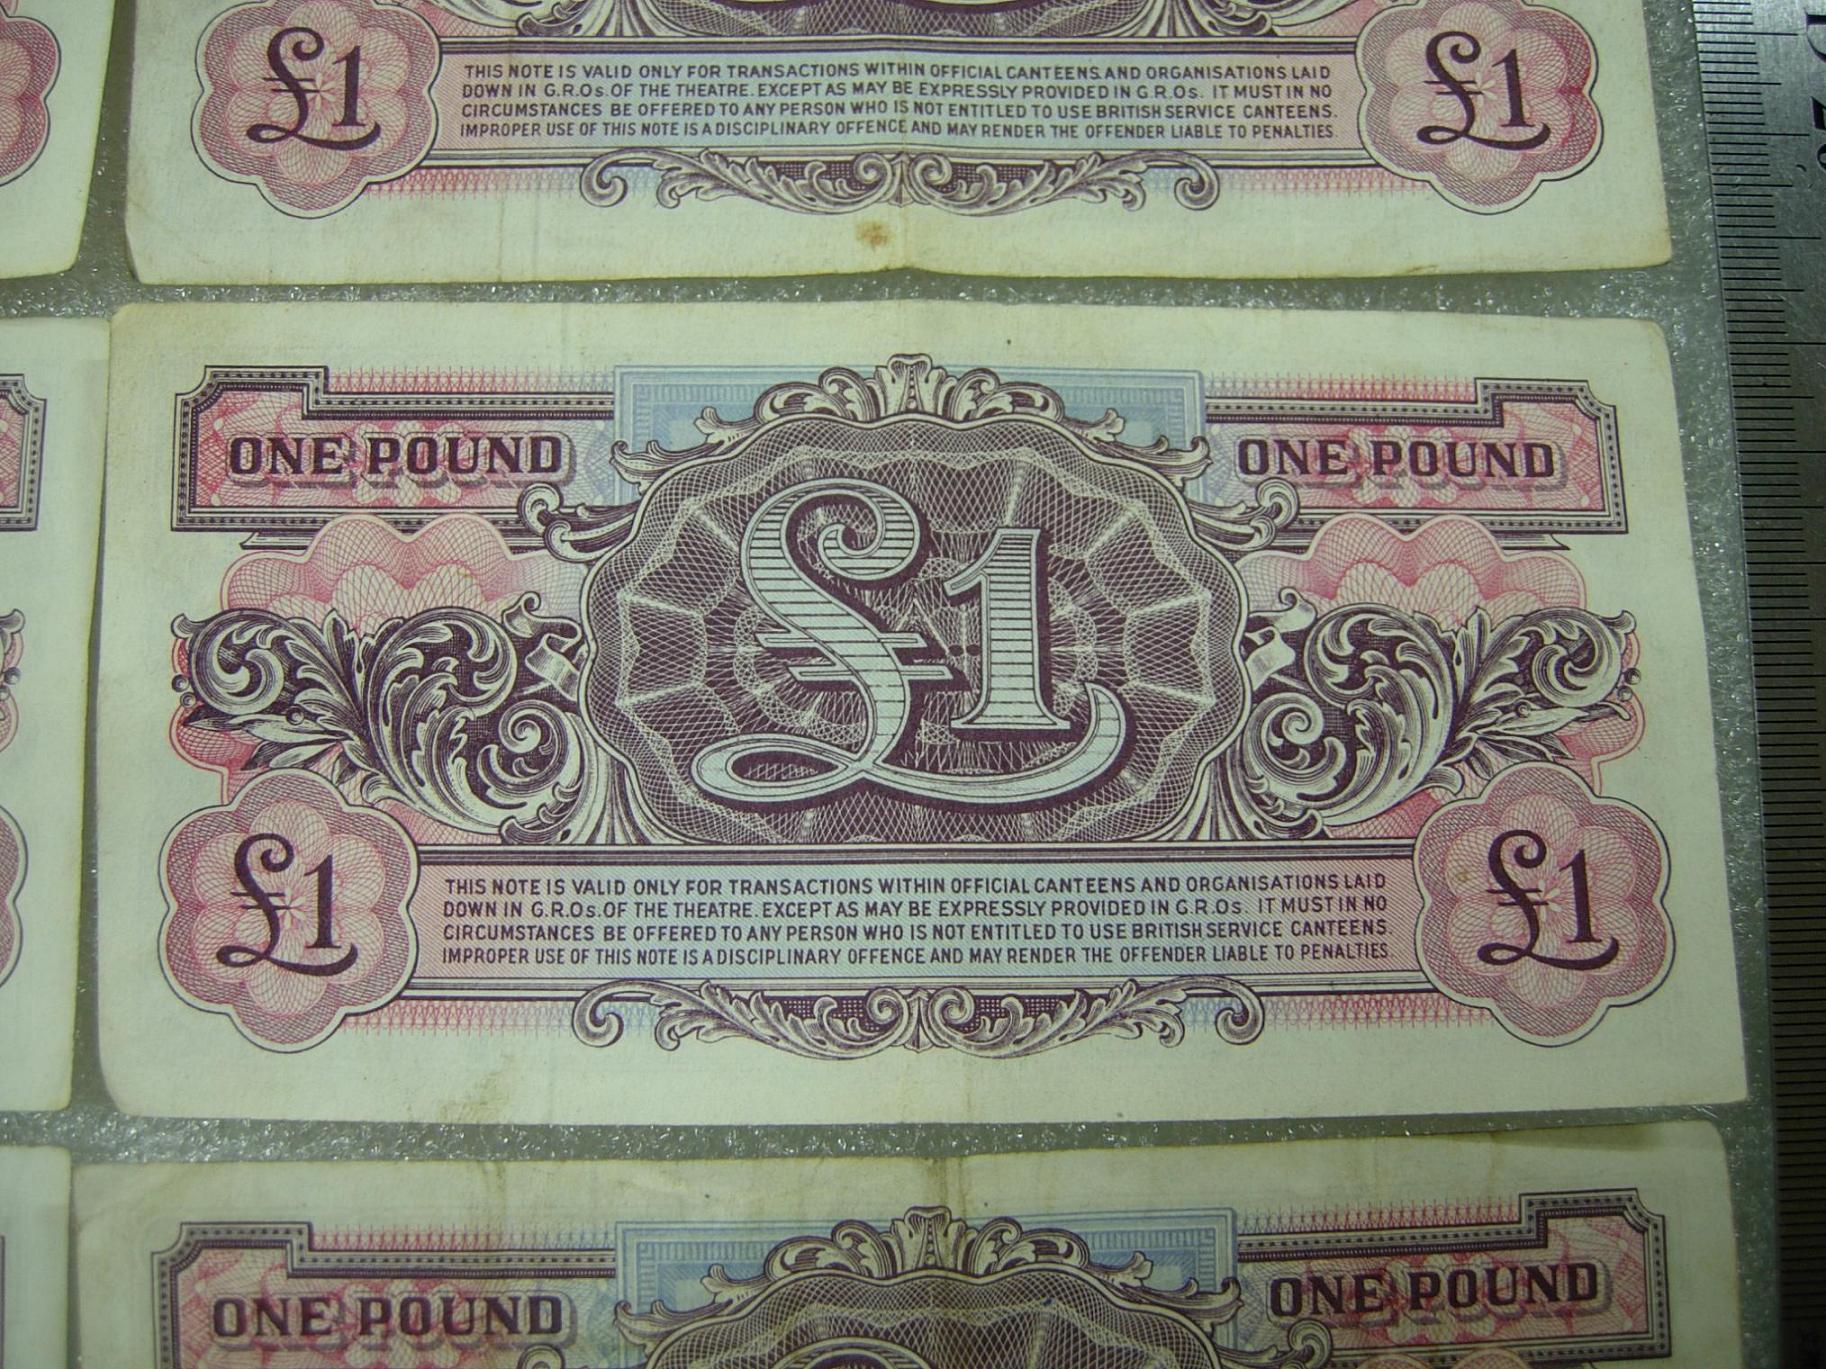 £1
THIS NOTE IS VALID ONLY FOR TRANSACTIONS WITHIN OFFICIAL CANTEENS AND ORGANISATIONS LAID
DOWN IN G.R.Os. OF THE THEATRE. EXCEPT AS MAY BE EXPRESSLY PROVIDED IN G.R.Os. IT MUST IN NO
CIRCUMSTANCES BE OFFERED TO ANY PERSON WHO IS NOT ENTITLED TO USE BRITISH SERVICE CANTEENS.
IMPROPER USE OF THIS NOTE IS A DISCIPLINARY OFFENCE AND MAY RENDER THE OFFENDER LIABLE TO PENALTIES.
£1
ONE POUND
ONE POUND
£1
£1
THIS NOTE IS VALID ONLY FOR TRANSACTIONS WITHIN OFFICIAL CANTEENS AND ORGANISATIONS LAID
DOWN IN G.R.Os. OF THE THEATRE. EXCEPT AS MAY BE EXPRESSLY PROVIDED IN G.R.Os. IT MUST IN NO
CIRCUMSTANCES BE OFFERED TO ANY PERSON WHO IS NOT ENTITLED TO USE BRITISH SERVICE CANTEENS.
IMPROPER USE OF THIS NOTE IS A DISCIPLINARY OFFENCE AND MAY RENDER THE OFFENDER LIABLE TO PENALTIES.
£1
ONE POUND
ONE POUND